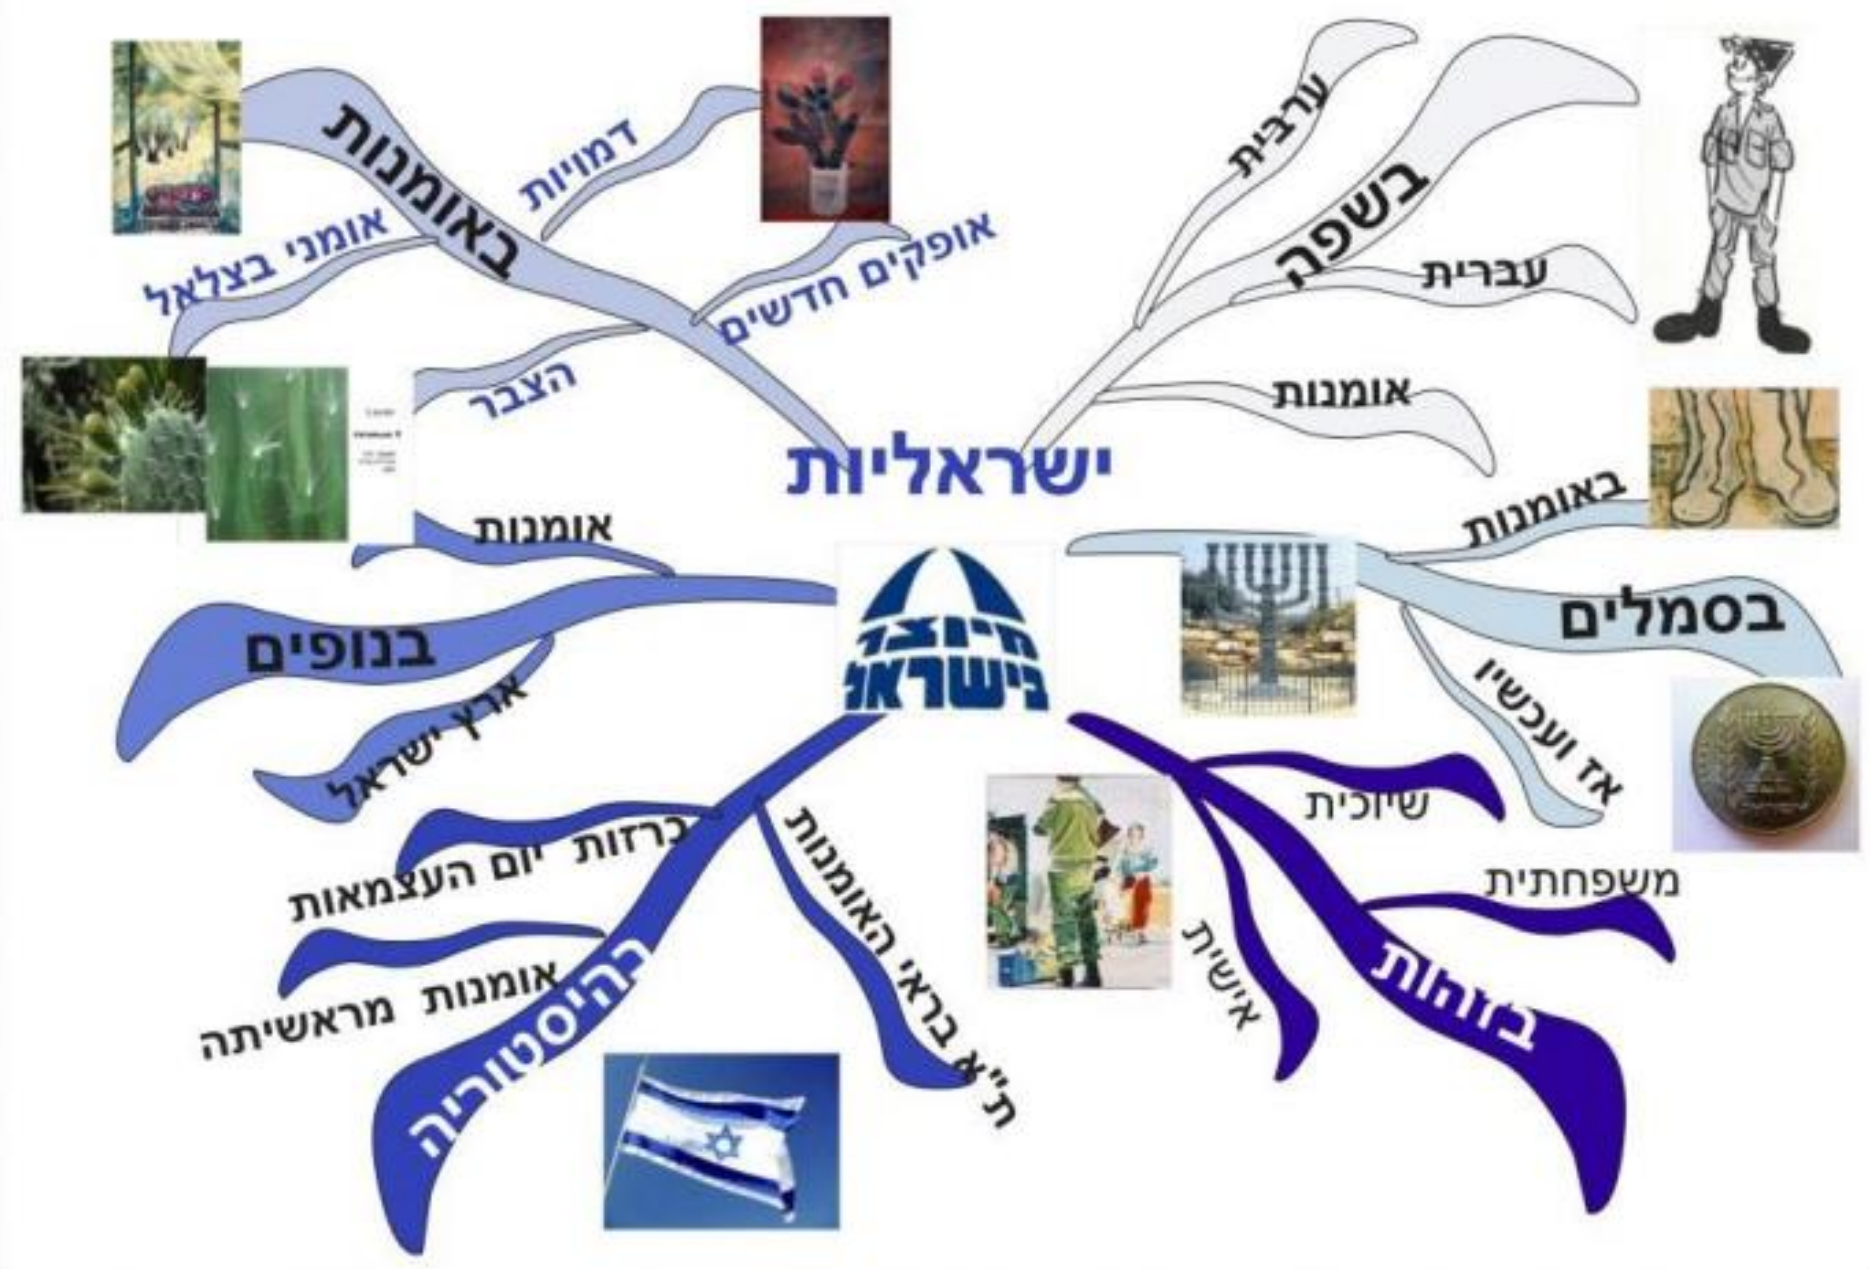 ישראליות
מיוצר
בישראל
בשפה
ערבית
עברית
אומנות
בסמלים
באומנות
אז ועכשיו
בזהות
שיוכית
משפחתית
אישית
בהיסטוריה
ת"א בראי האומנות
כרזות יום העצמאות
אומנות מראשיתה
בנופים
אומנות
ארץ ישראל
באומנות
דמויות
אופקים חדשים
אומני בצלאל
הצבר